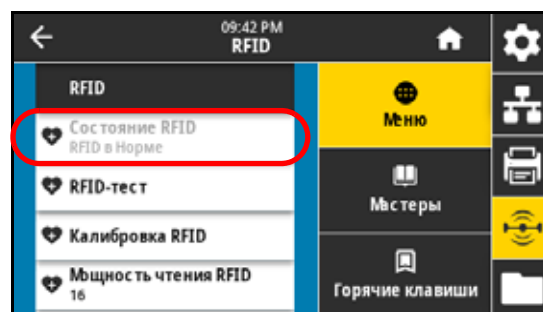 09:42 PM
RFID
RFID
Состояние RFID
RFID в Норме
RFID-тест
Калибровка RFID
Мощность чтения RFID
16
Меню
Мастеры
Горячие клавиши